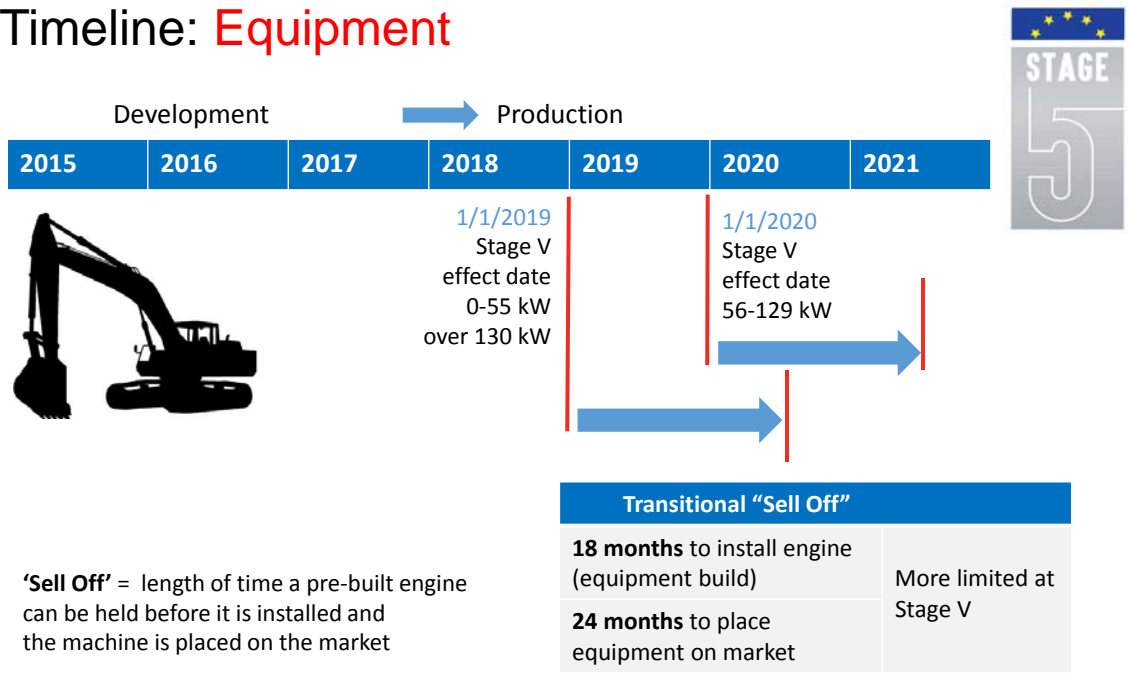 Timeline: Equipment
STAGE
5
Development
Production
2015 2016 2017 2018 2019 2020 2021
1/1/2019
Stage V
effect date
0-55 kW
over 130 kW
1/1/2020
Stage V
effect date
56-129 kW
Transitional “Sell Off”
18 months to install engine
(equipment build)
24 months to place
equipment on market
More limited at
Stage V
‘Sell Off’ = length of time a pre-built engine
can be held before it is installed and
the machine is placed on the market